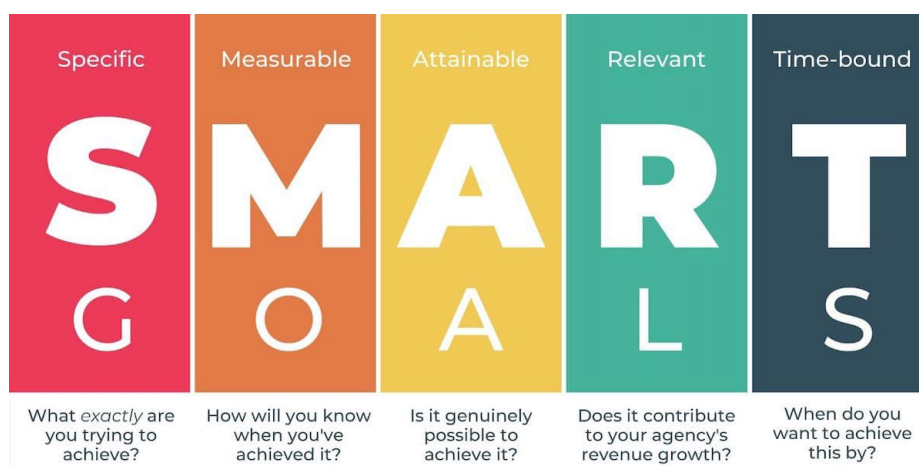 Specific Measurable Attainable Relevant Time-bound
S M A R T
G O A L S
What exactly are
you trying to
achieve?
How will you know
when you've
achieved it?
Is it genuinely
possible to
achieve it?
Does it contribute
to your agency's
revenue growth?
When do you
want to achieve
this by?